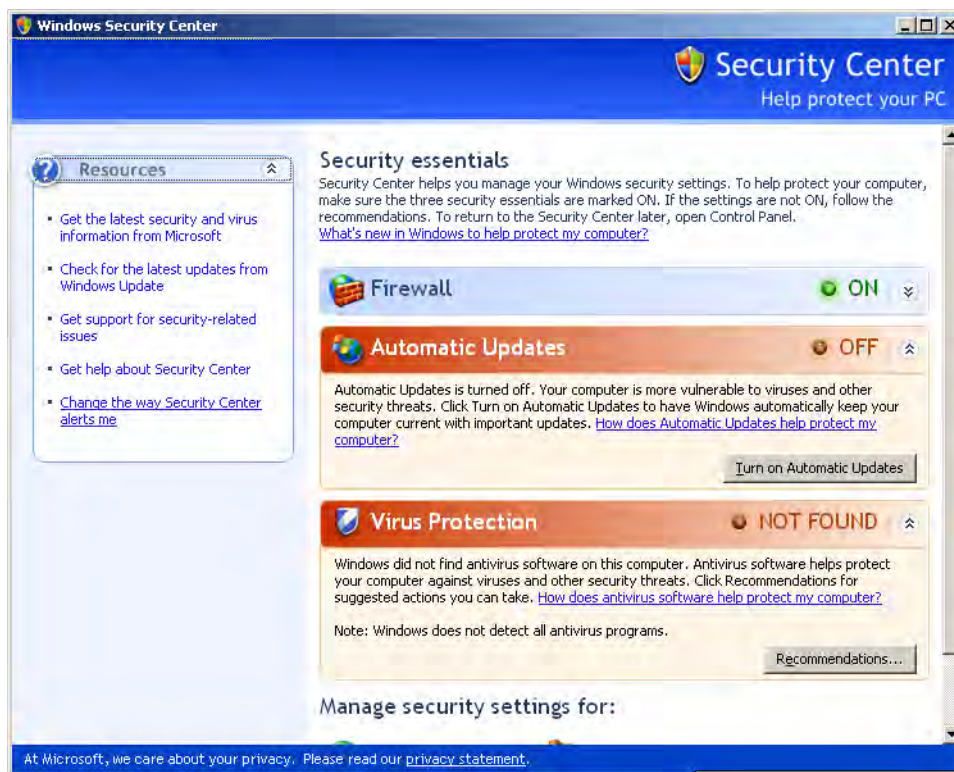 Windows Security Center
Security Center
Help protect your PC
Resources
Get the latest security and virus
information from Microsoft
Check for the latest updates from
Windows Update
Get support for security-related
issues
Get help about Security Center
Change the way Security Center
alerts me
Security essentials
Security Center helps you manage your Windows security settings. To help protect your computer,
make sure the three security essentials are marked ON. If the settings are not ON, follow the
recommendations. To return to the Security Center later, open Control Panel.
What's new in Windows to help protect my computer?
Firewall ON
Automatic Updates OFF
Automatic Updates is turned off. Your computer is more vulnerable to viruses and other
security threats. Click Turn on Automatic Updates to have Windows automatically keep your
computer current with important updates. How does Automatic Updates help protect my
computer?
Turn on Automatic Updates
Virus Protection NOT FOUND
Windows did not find antivirus software on this computer. Antivirus software helps protect
your computer against viruses and other security threats. Click Recommendations for
suggested actions you can take. How does antivirus software help protect my computer?
Note: Windows does not detect all antivirus programs.
Recommendations...
Manage security settings for:
At Microsoft, we care about your privacy. Please read our privacy statement.